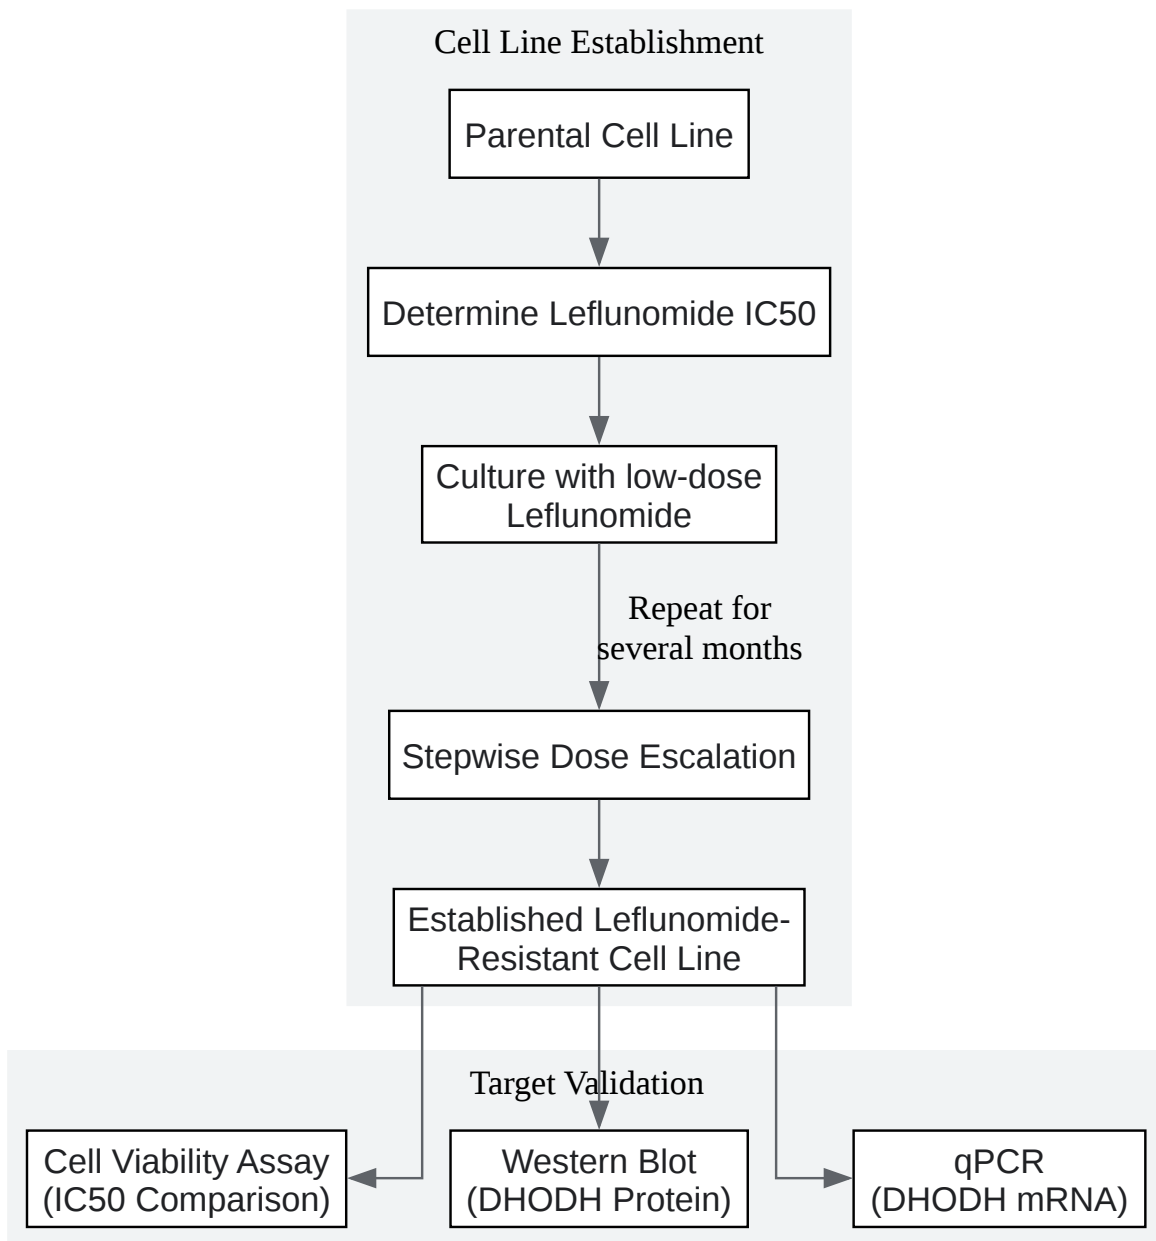 Cell Line Establishment
Parental Cell Line
Determine Leflunomide IC50
Culture with low-dose
Leflunomide
Repeat for
several months
Stepwise Dose Escalation
Established Leflunomide-
Resistant Cell Line
Target Validation
Cell Viability Assay
(IC50 Comparison)
Western Blot
(DHODH Protein)
qPCR
(DHODH mRNA)